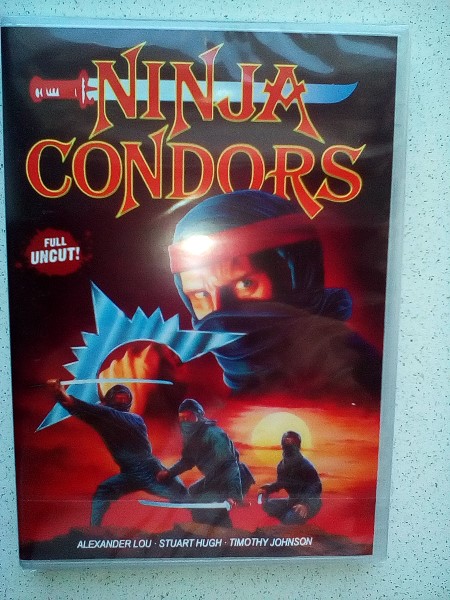 NINJA
CONDORS
FULL
UNCUT!
ALEXANDER LOU · STUART HUGH · TIMOTHY JOHNSON